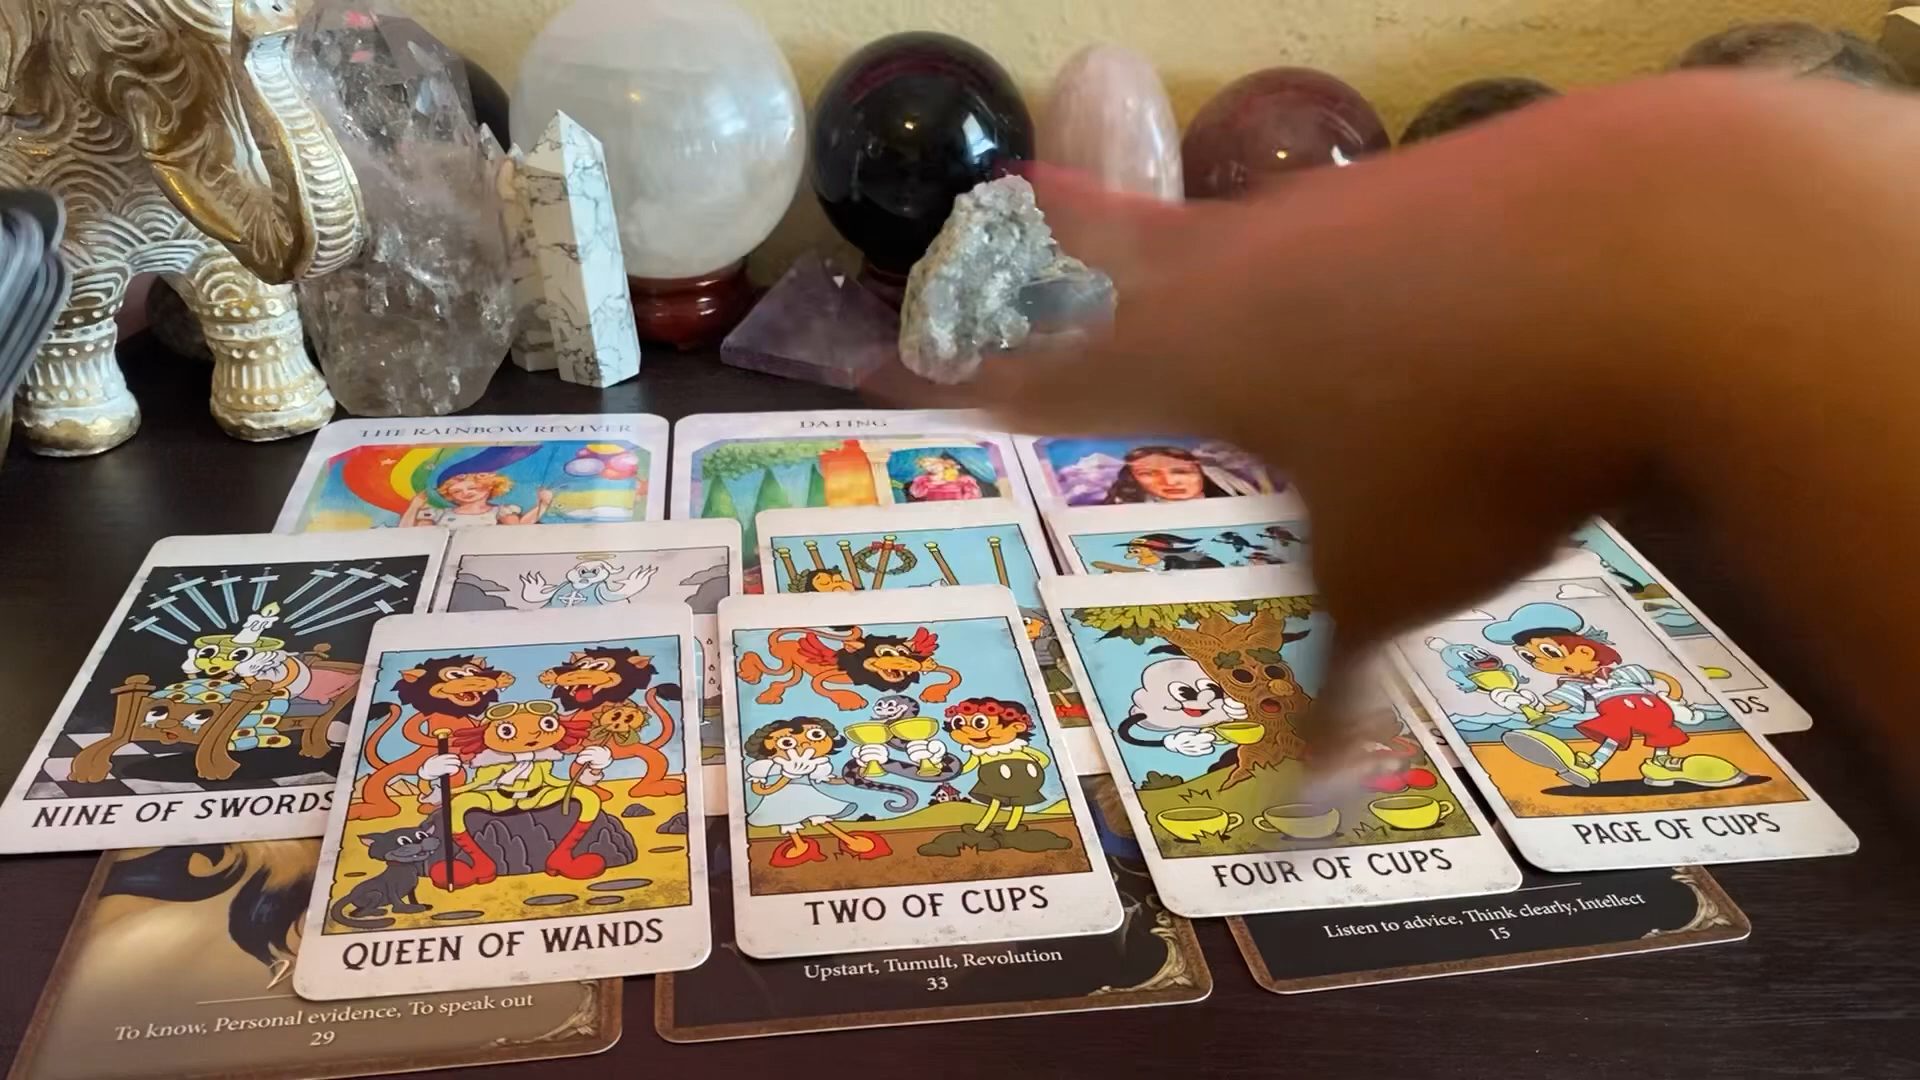 THE RAINBOW REVIVER
DATING
NINE OF SWORDS
QUEEN OF WANDS
TWO OF CUPS
FOUR OF CUPS
PAGE OF CUPS
DS
To know, Personal evidence, To speak out
29
Upstart, Tumult, Revolution
33
Listen to advice, Think clearly, Intellect
15